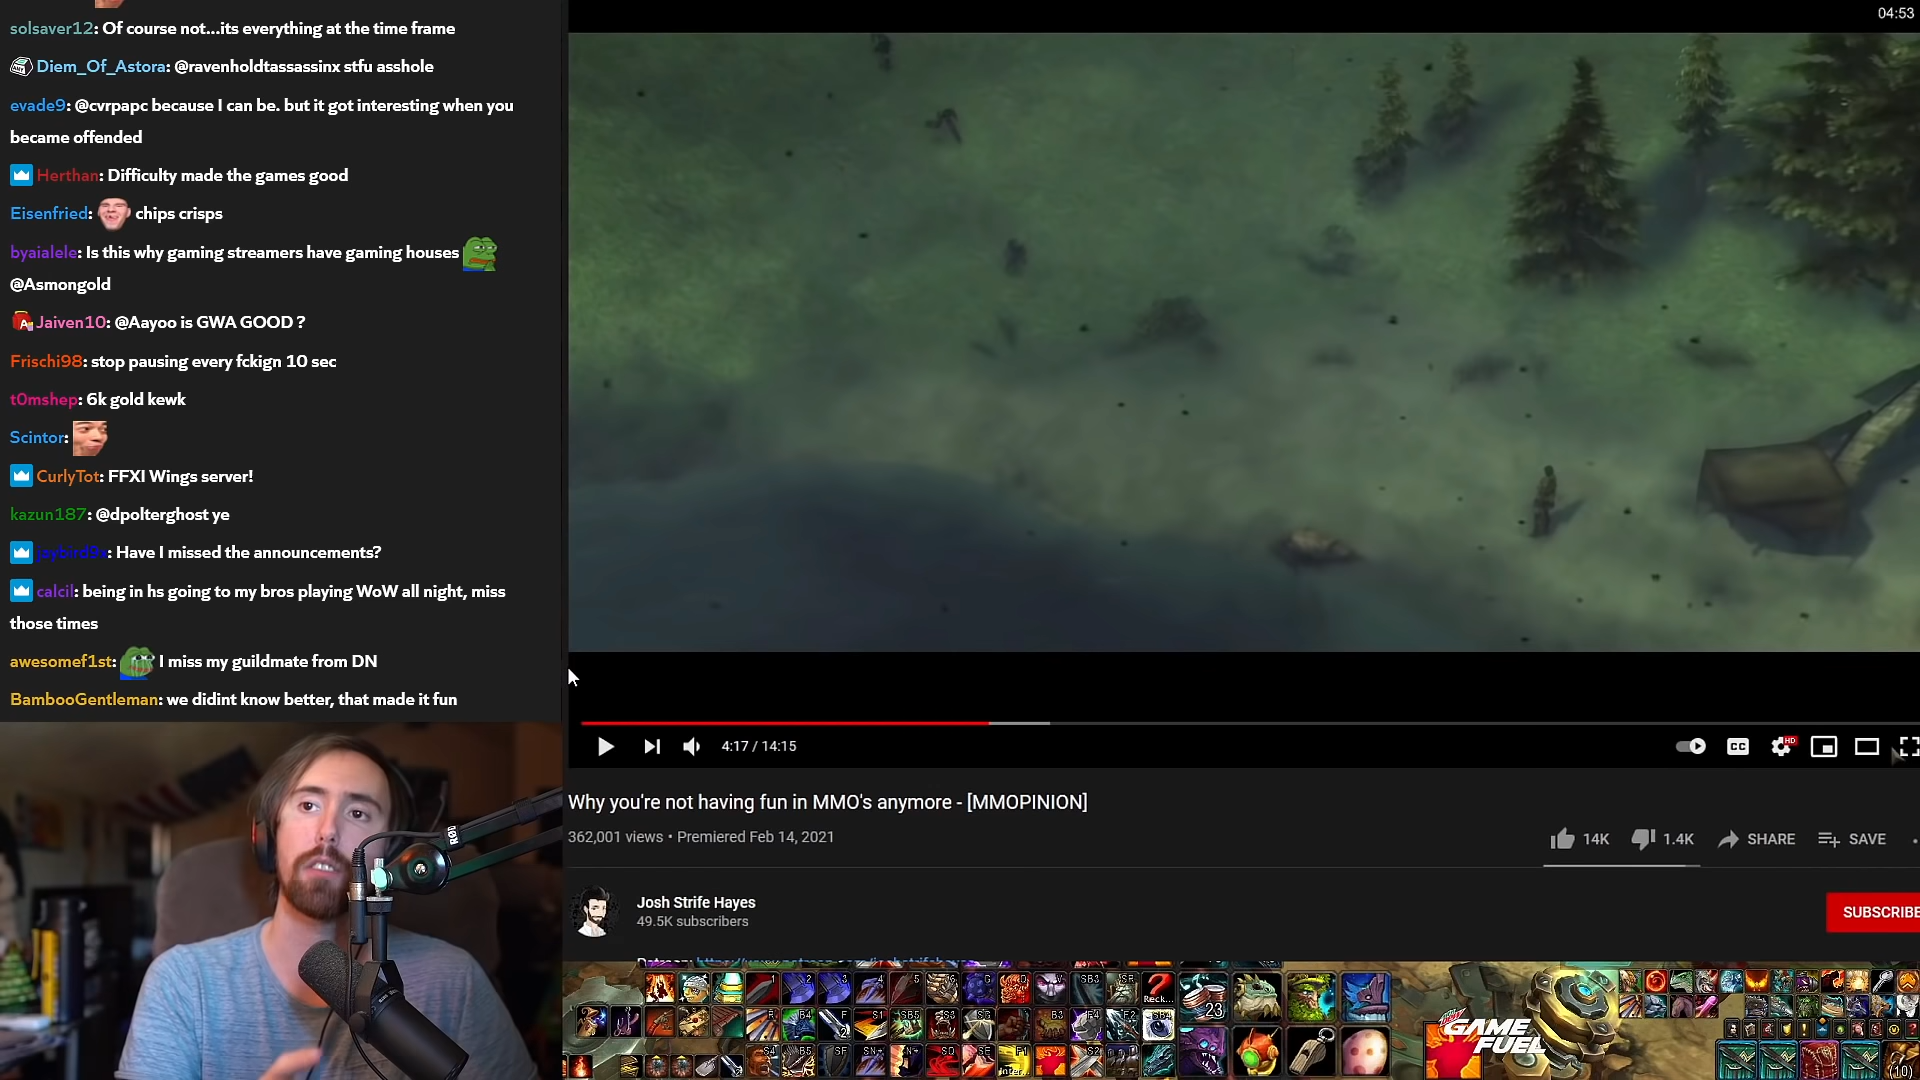 04:53
solsaver12: Of course not...its everything at the time frame
Diem_Of_Astora: @ravenholdtassassinx stfu asshole
evade9: @cvrpapc because I can be. but it got interesting when you
became offended
Herthan: Difficulty made the games good
Eisenfried: chips crisps
byaialele: Is this why gaming streamers have gaming houses
@Asmongold
Jaiven10: @Aayoo is GWA GOOD ?
Frischi98: stop pausing every fckign 10 sec
t0mshep: 6k gold kewk
Scintor:
CurlyTot: FFXI Wings server!
kazun187: @dpolterghost ye
jaybird9x: Have I missed the announcements?
calcil: being in hs going to my bros playing WoW all night, miss
those times
awesomef1st: I miss my guildmate from DN
BambooGentleman: we didint know better, that made it fun
4:17 / 14:15
CC
HD
Why you're not having fun in MMO's anymore - [MMOPINION]
362,001 views • Premiered Feb 14, 2021
14K
1.4K
SHARE
SAVE
Josh Strife Hayes
49.5K subscribers
SUBSCRIBE
RØDE
Reck...
23
GAME
FUEL
(10)